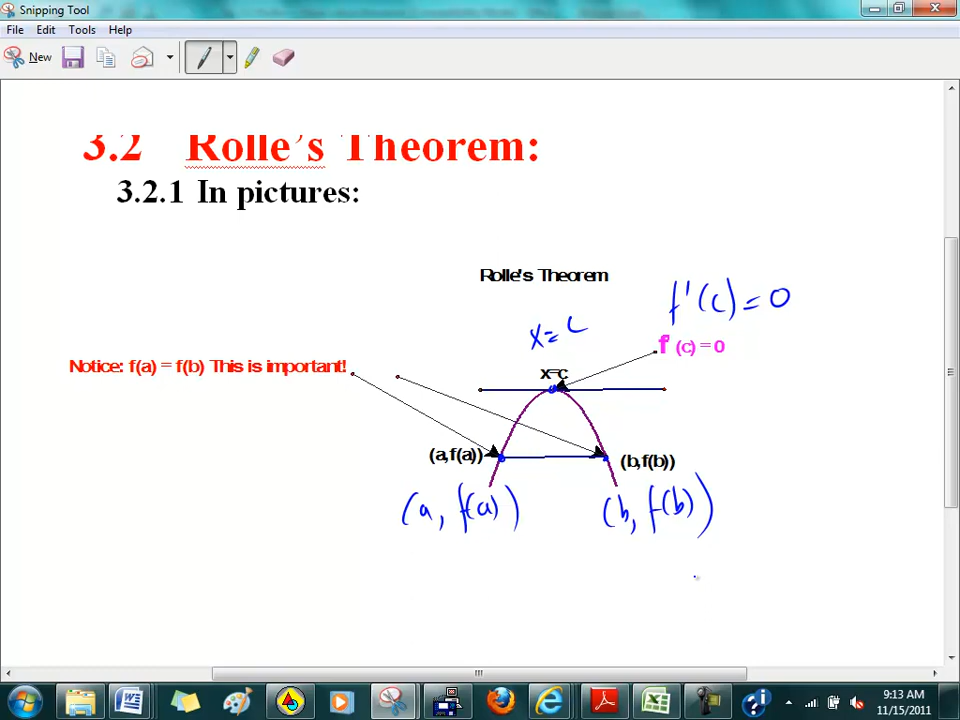 Snipping Tool
File Edit Tools Help
New
3.2 Rolle's Theorem:
3.2.1 In pictures:
Rolle's Theorem
f'(c) = 0
x = c
f' (c) = 0
Notice: f(a) = f(b) This is important!
x=c
(a,f(a))
(b,f(b))
(a, f(a))
(b, f(b))
9:13 AM
11/15/2011